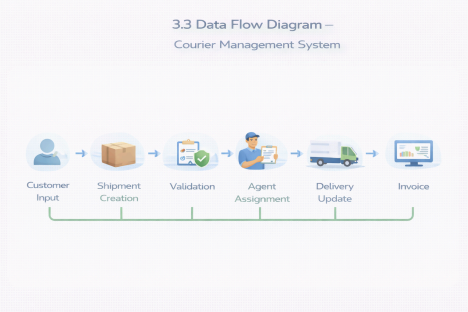 3.3 Data Flow Diagram –
Courier Management System
Customer
Input
Shipment
Creation
Validation
Agent
Assignment
Delivery
Update
Invoice